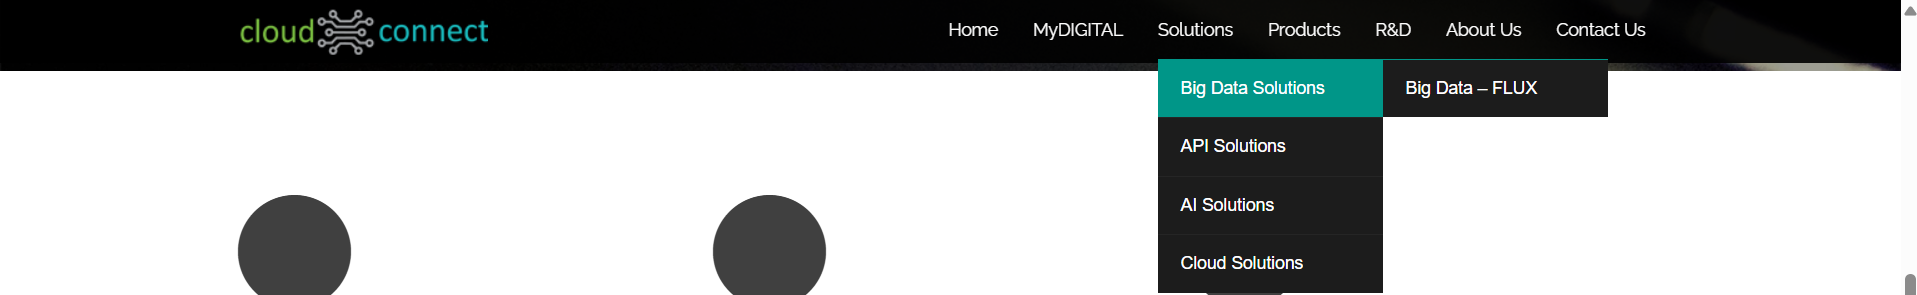 cloud connect
Home MyDIGITAL Solutions Products R&D About Us Contact Us
Big Data Solutions Big Data – FLUX
API Solutions
AI Solutions
Cloud Solutions